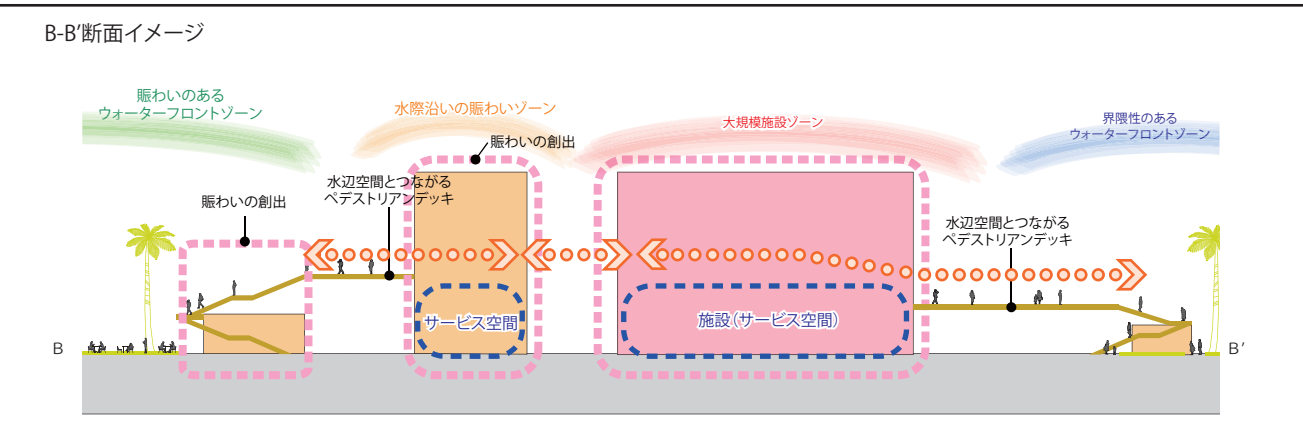 B-B'断面イメージ
賑わいのある
ウォーターフロントゾーン
水際沿いの賑わいゾーン
大規模施設ゾーン
界隈性のある
ウォーターフロントゾーン
賑わいの創出
水辺空間とつながる
ペデストリアンデッキ
賑わいの創出
水辺空間とつながる
ペデストリアンデッキ
サービス空間
施設(サービス空間)
B
B'